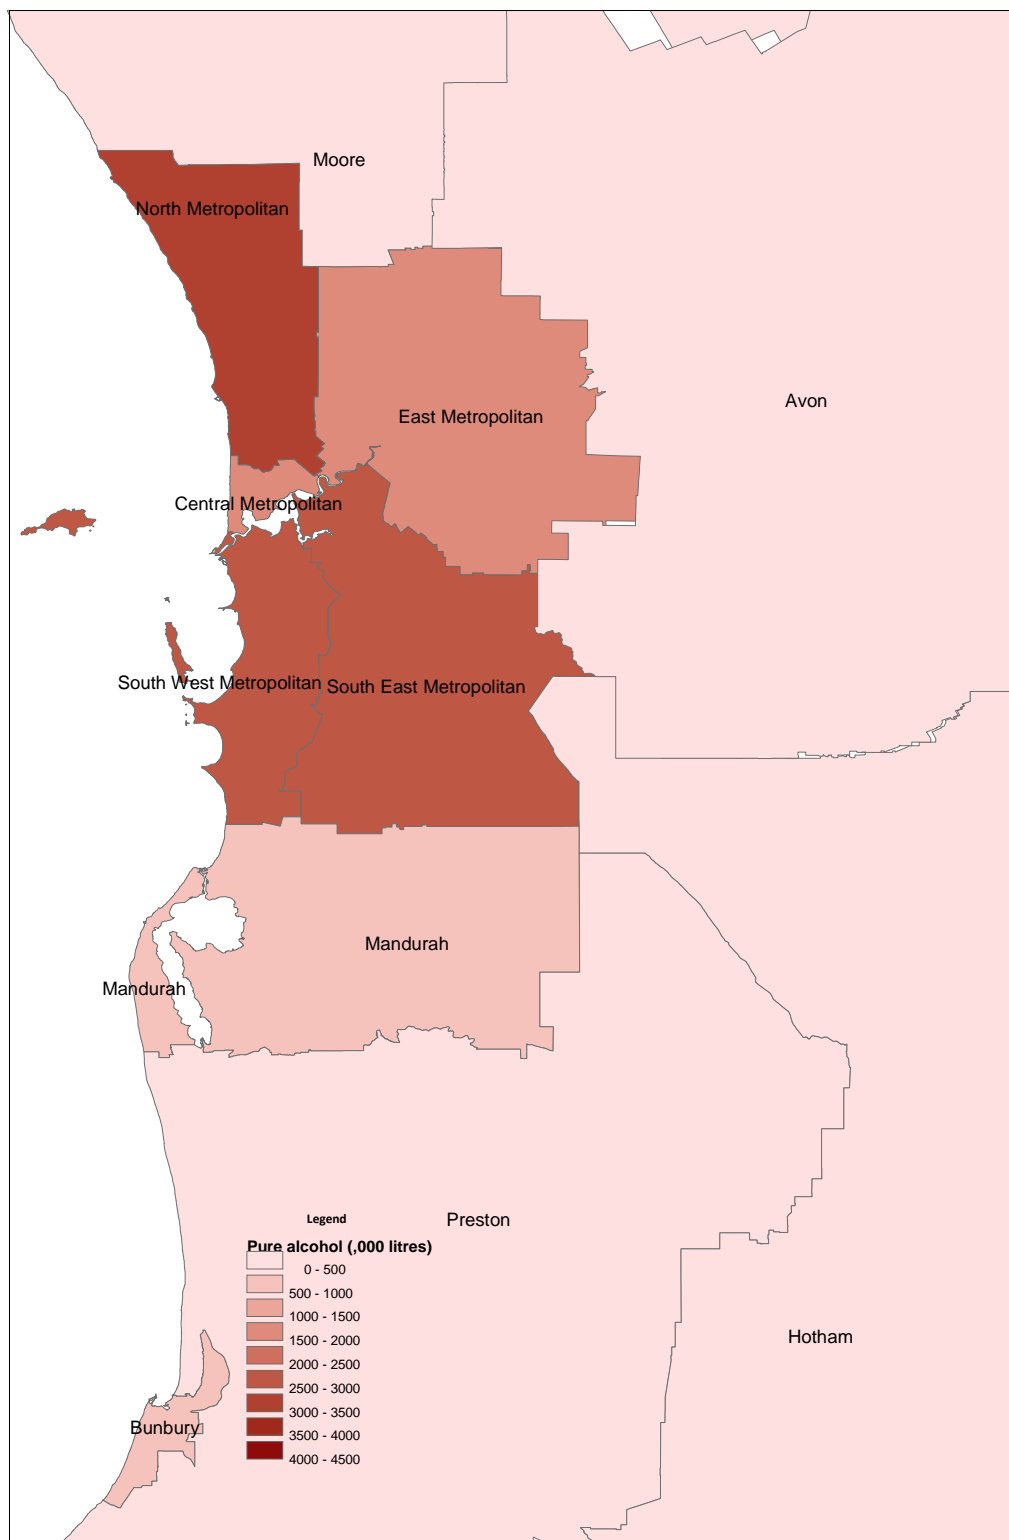 Moore
North Metropolitan
Avon
East Metropolitan
Central Metropolitan
South West Metropolitan
South East Metropolitan
Mandurah
Mandurah
Preston
Legend
Pure alcohol (,000 litres)
0 - 500
500 - 1000
1000 - 1500
1500 - 2000
2000 - 2500
2500 - 3000
3000 - 3500
3500 - 4000
4000 - 4500
Hotham
Bunbury